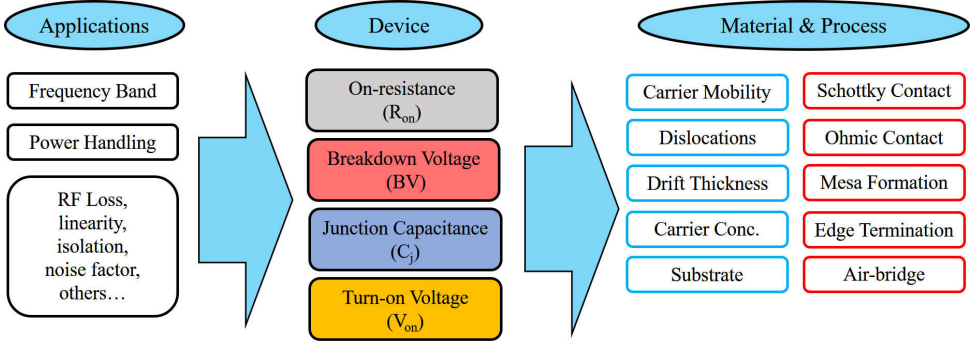 Applications
Frequency Band
Power Handling
RF Loss,
linearity,
isolation,
noise factor,
others…
Device
On-resistance
(Ron)
Breakdown Voltage
(BV)
Junction Capacitance
(Cj)
Turn-on Voltage
(Von)
Material & Process
Carrier Mobility
Dislocations
Drift Thickness
Carrier Conc.
Substrate
Schottky Contact
Ohmic Contact
Mesa Formation
Edge Termination
Air-bridge